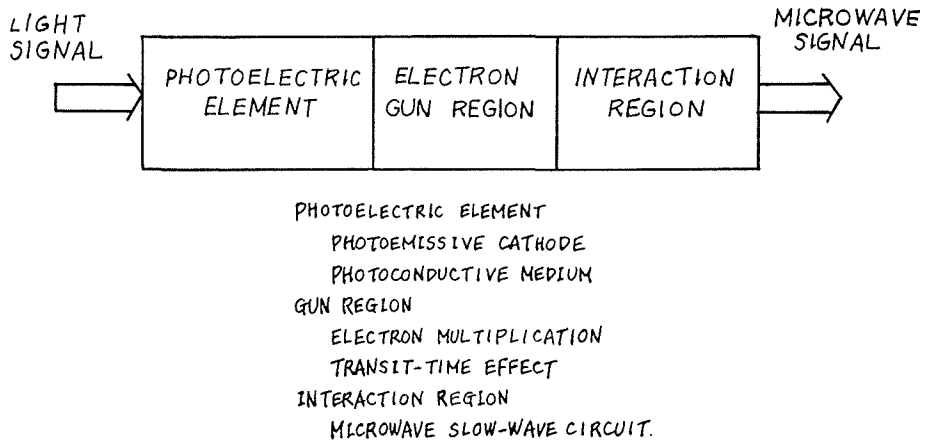 LIGHT
SIGNAL
MICROWAVE
SIGNAL
PHOTOELECTRIC
ELEMENT
ELECTRON
GUN REGION
INTERACTION
REGION
PHOTOELECTRIC ELEMENT
PHOTOEMISSIVE CATHODE
PHOTOCONDUCTIVE MEDIUM
GUN REGION
ELECTRON MULTIPLICATION
TRANSIT-TIME EFFECT
INTERACTION REGION
MICROWAVE SLOW-WAVE CIRCUIT.